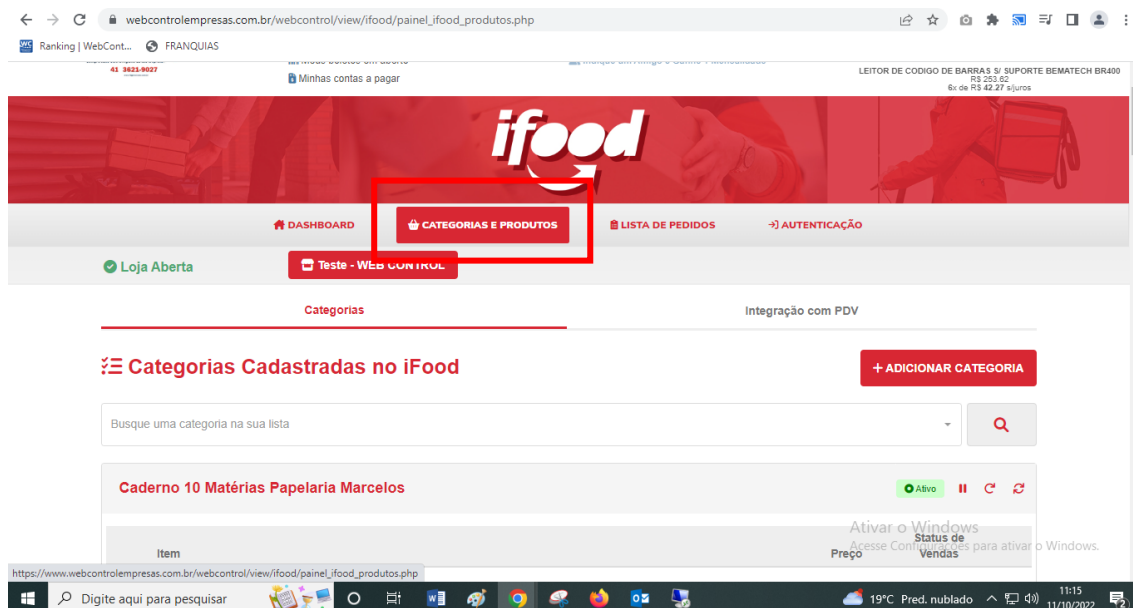 webcontrolempresas.com.br/webcontrol/view/ifood/painel_ifood_produtos.php
Ranking | WebCont...
FRANQUIAS
41 3621-9027
Minhas contas a pagar
LEITOR DE CODIGO DE BARRAS S/ SUPORTE BEMATECH BR400
R$ 253.62
6x de R$ 42.27 s/juros
ifood
DASHBOARD
CATEGORIAS E PRODUTOS
LISTA DE PEDIDOS
AUTENTICAÇÃO
Loja Aberta
Teste - WEB CONTROL
Categorias
Integração com PDV
Categorias Cadastradas no iFood
+ ADICIONAR CATEGORIA
Busque uma categoria na sua lista
Caderno 10 Matérias Papelaria Marcelos
Ativo
Ativar o Windows
Acesse Configurações para ativar o Windows.
Item
Preço
Status de
Vendas
https://www.webcontrolempresas.com.br/webcontrol/view/ifood/painel_ifood_produtos.php
Digite aqui para pesquisar
19°C Pred. nublado
11:15
11/10/2022